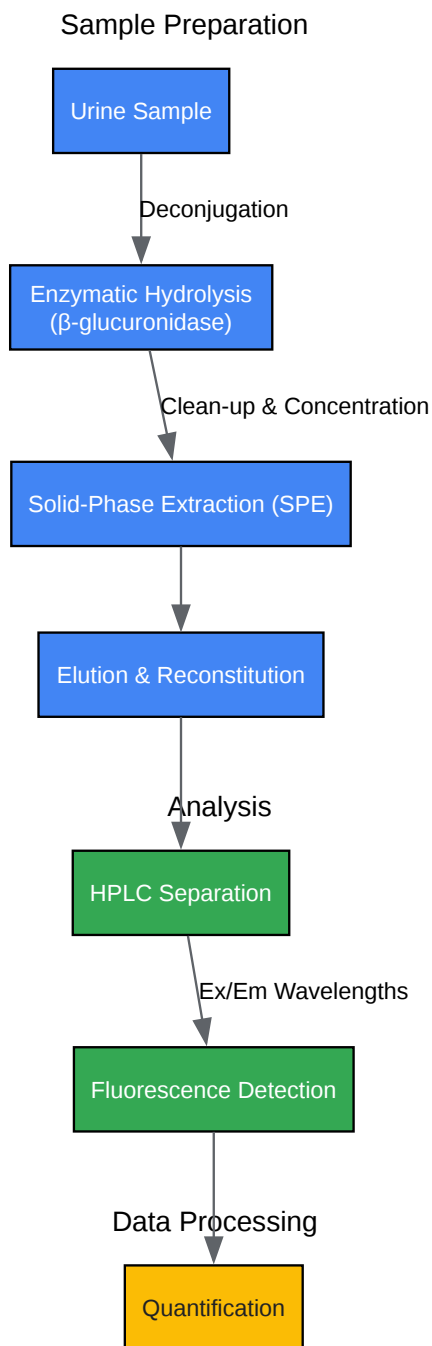 Sample Preparation
Urine Sample
Deconjugation
Enzymatic Hydrolysis
(β-glucuronidase)
Clean-up & Concentration
Solid-Phase Extraction (SPE)
Elution & Reconstitution
Analysis
HPLC Separation
Ex/Em Wavelengths
Fluorescence Detection
Data Processing
Quantification